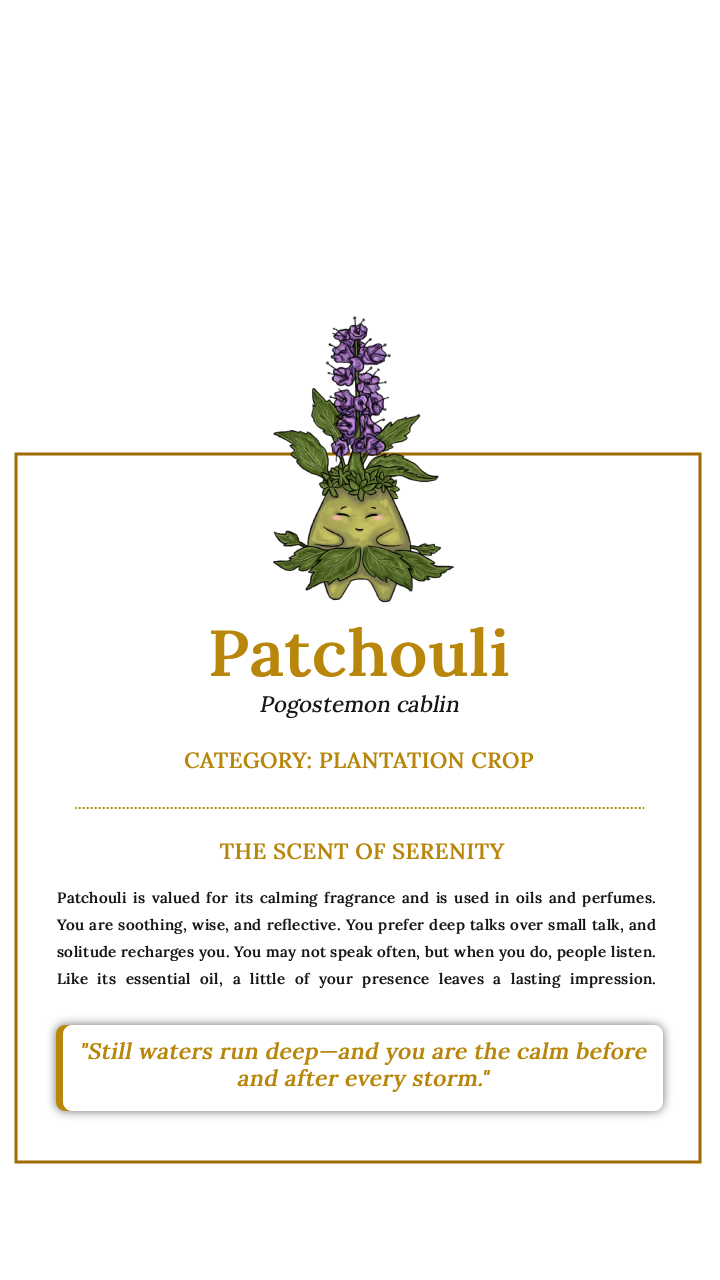 Patchouli
Pogostemon cablin
CATEGORY: PLANTATION CROP
THE SCENT OF SERENITY
Patchouli is valued for its calming fragrance and is used in oils and perfumes.
You are soothing, wise, and reflective. You prefer deep talks over small talk, and
solitude recharges you. You may not speak often, but when you do, people listen.
Like its essential oil, a little of your presence leaves a lasting impression.
"Still waters run deep—and you are the calm before
and after every storm."